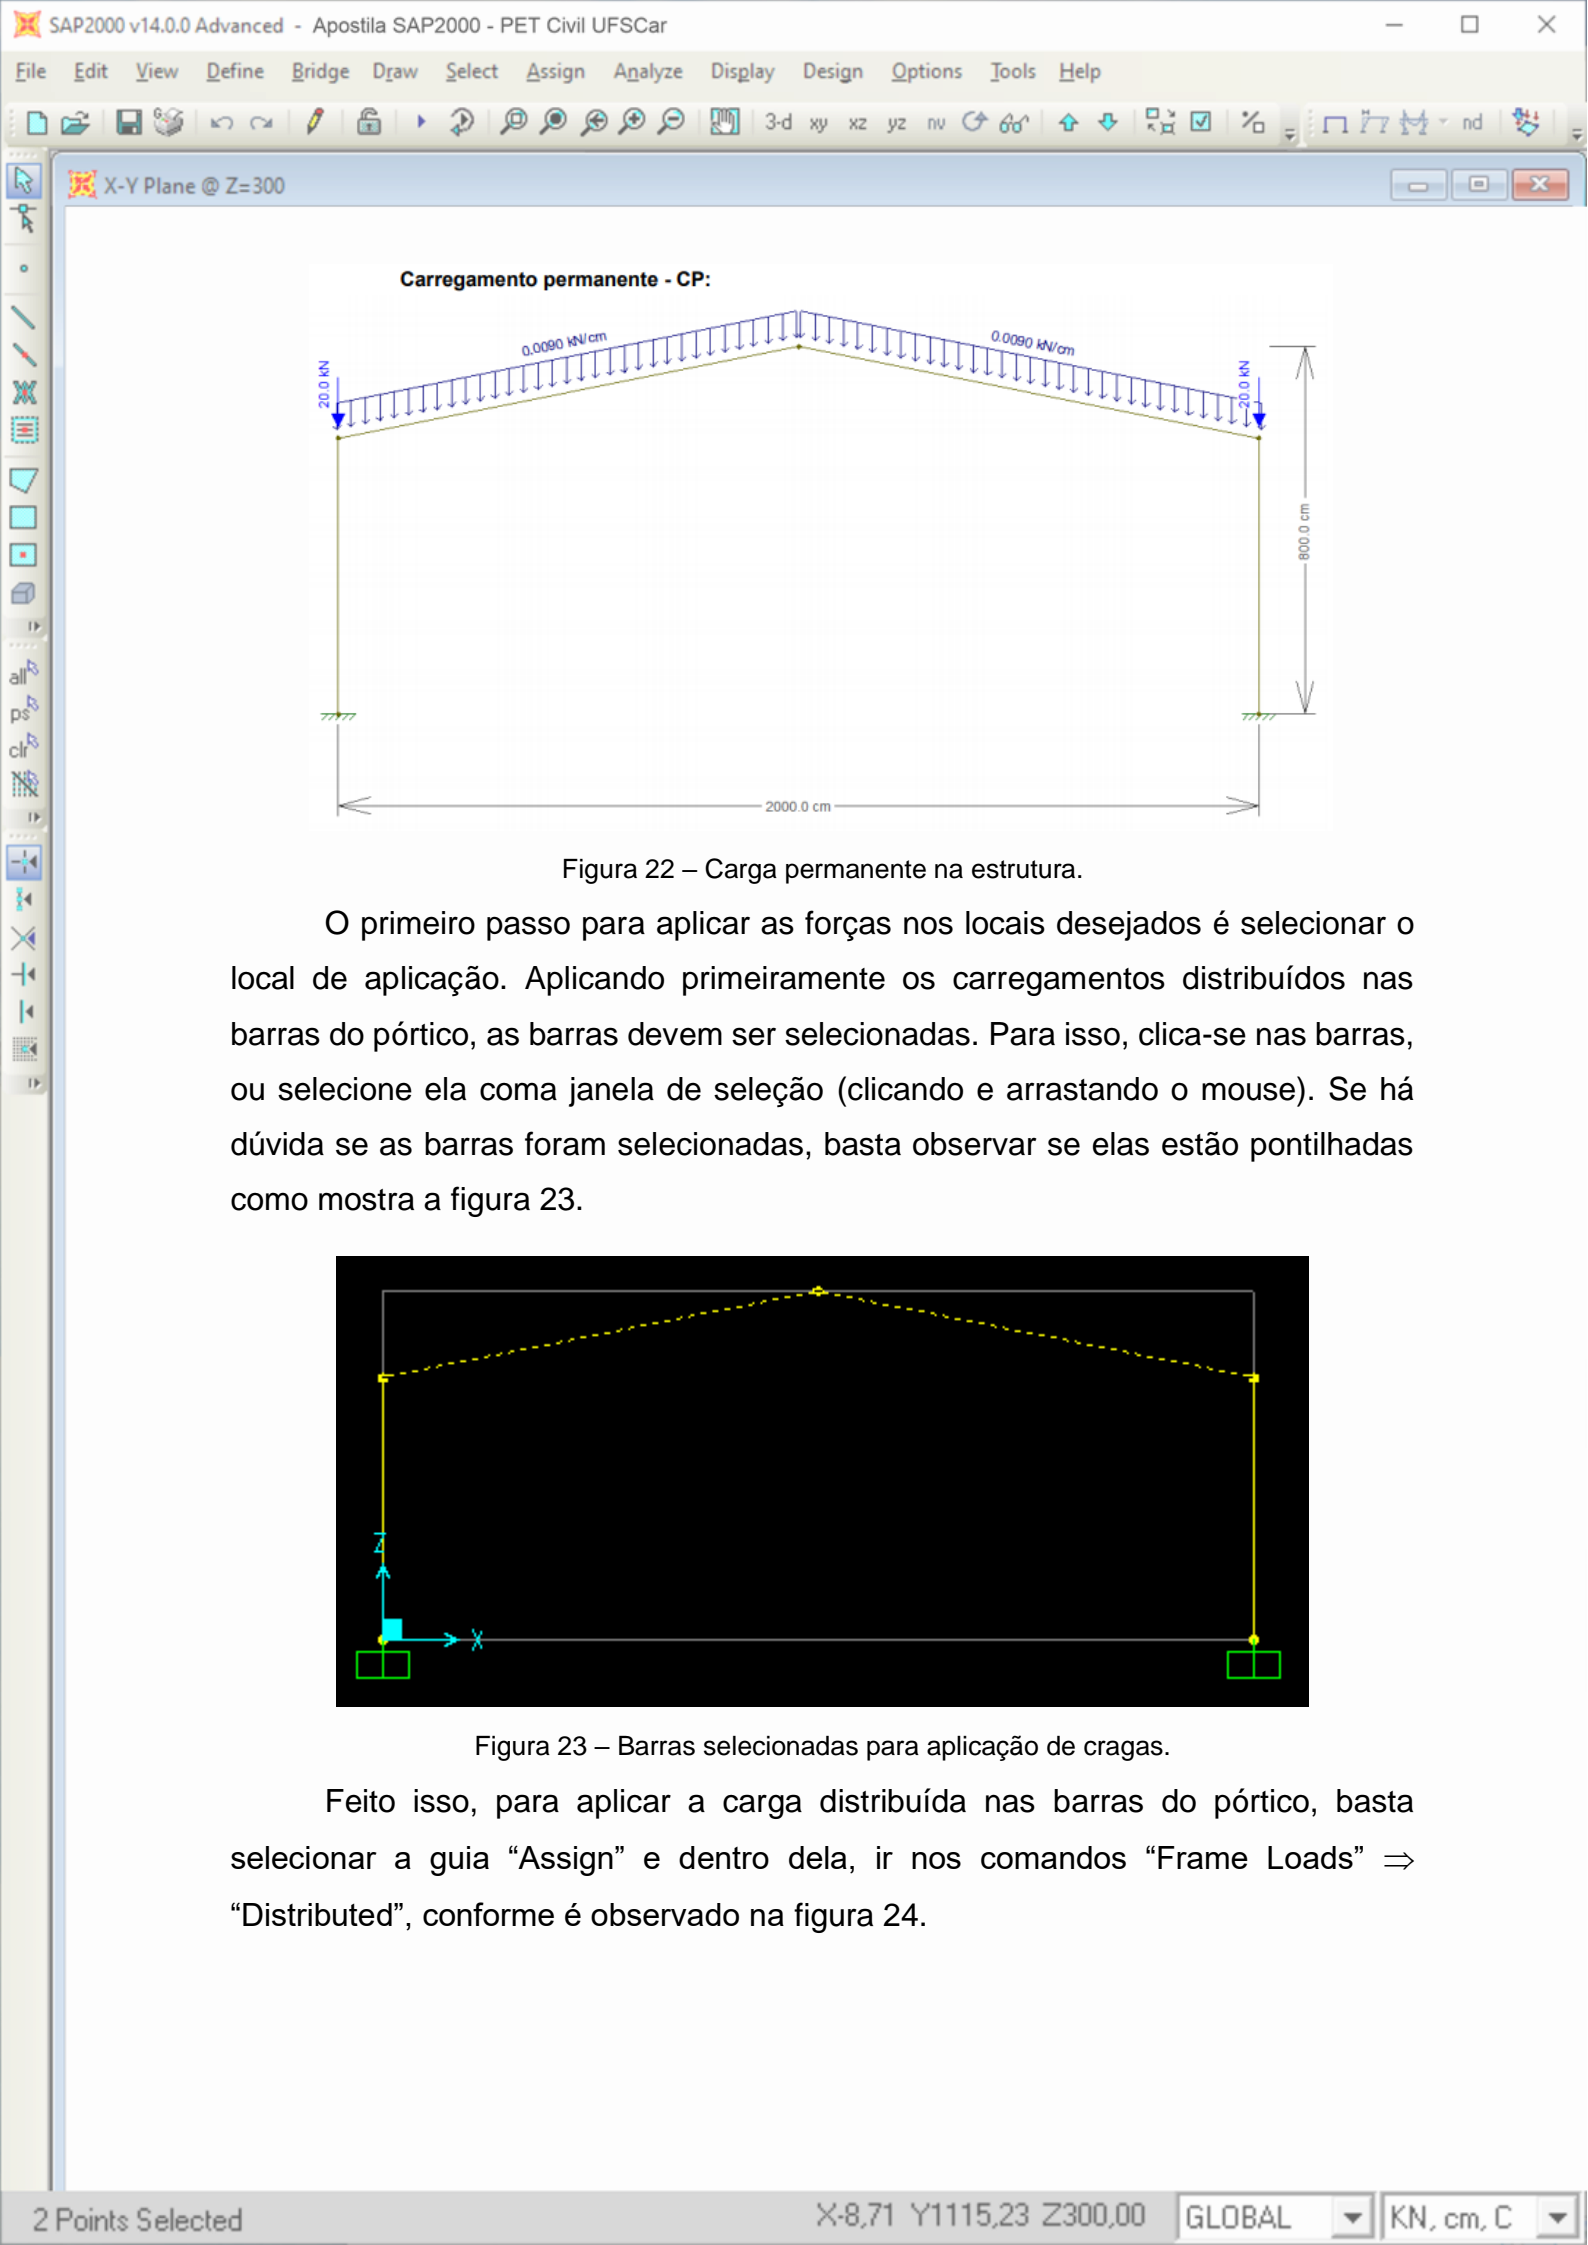 SAP2000 v14.0.0 Advanced - Apostila SAP2000 - PET Civil UFSCar
File Edit View Define Bridge Draw Select Assign Analyze Display Design Options Tools Help
3-d xy xz yz nv nd
X-Y Plane @ Z=300
all
ps
clr
Carregamento permanente - CP:
0.0090 kN/cm
0.0090 kN/cm
20.0 kN
20.0 kN
800.0 cm
2000.0 cm
Figura 22 – Carga permanente na estrutura.
O primeiro passo para aplicar as forças nos locais desejados é selecionar o
local de aplicação. Aplicando primeiramente os carregamentos distribuídos nas
barras do pórtico, as barras devem ser selecionadas. Para isso, clica-se nas barras,
ou selecione ela coma janela de seleção (clicando e arrastando o mouse). Se há
dúvida se as barras foram selecionadas, basta observar se elas estão pontilhadas
como mostra a figura 23.
Z
X
Figura 23 – Barras selecionadas para aplicação de cragas.
Feito isso, para aplicar a carga distribuída nas barras do pórtico, basta
selecionar a guia “Assign” e dentro dela, ir nos comandos “Frame Loads” ⇒
“Distributed”, conforme é observado na figura 24.
2 Points Selected
X-8,71 Y1115,23 Z300,00
GLOBAL
KN, cm, C